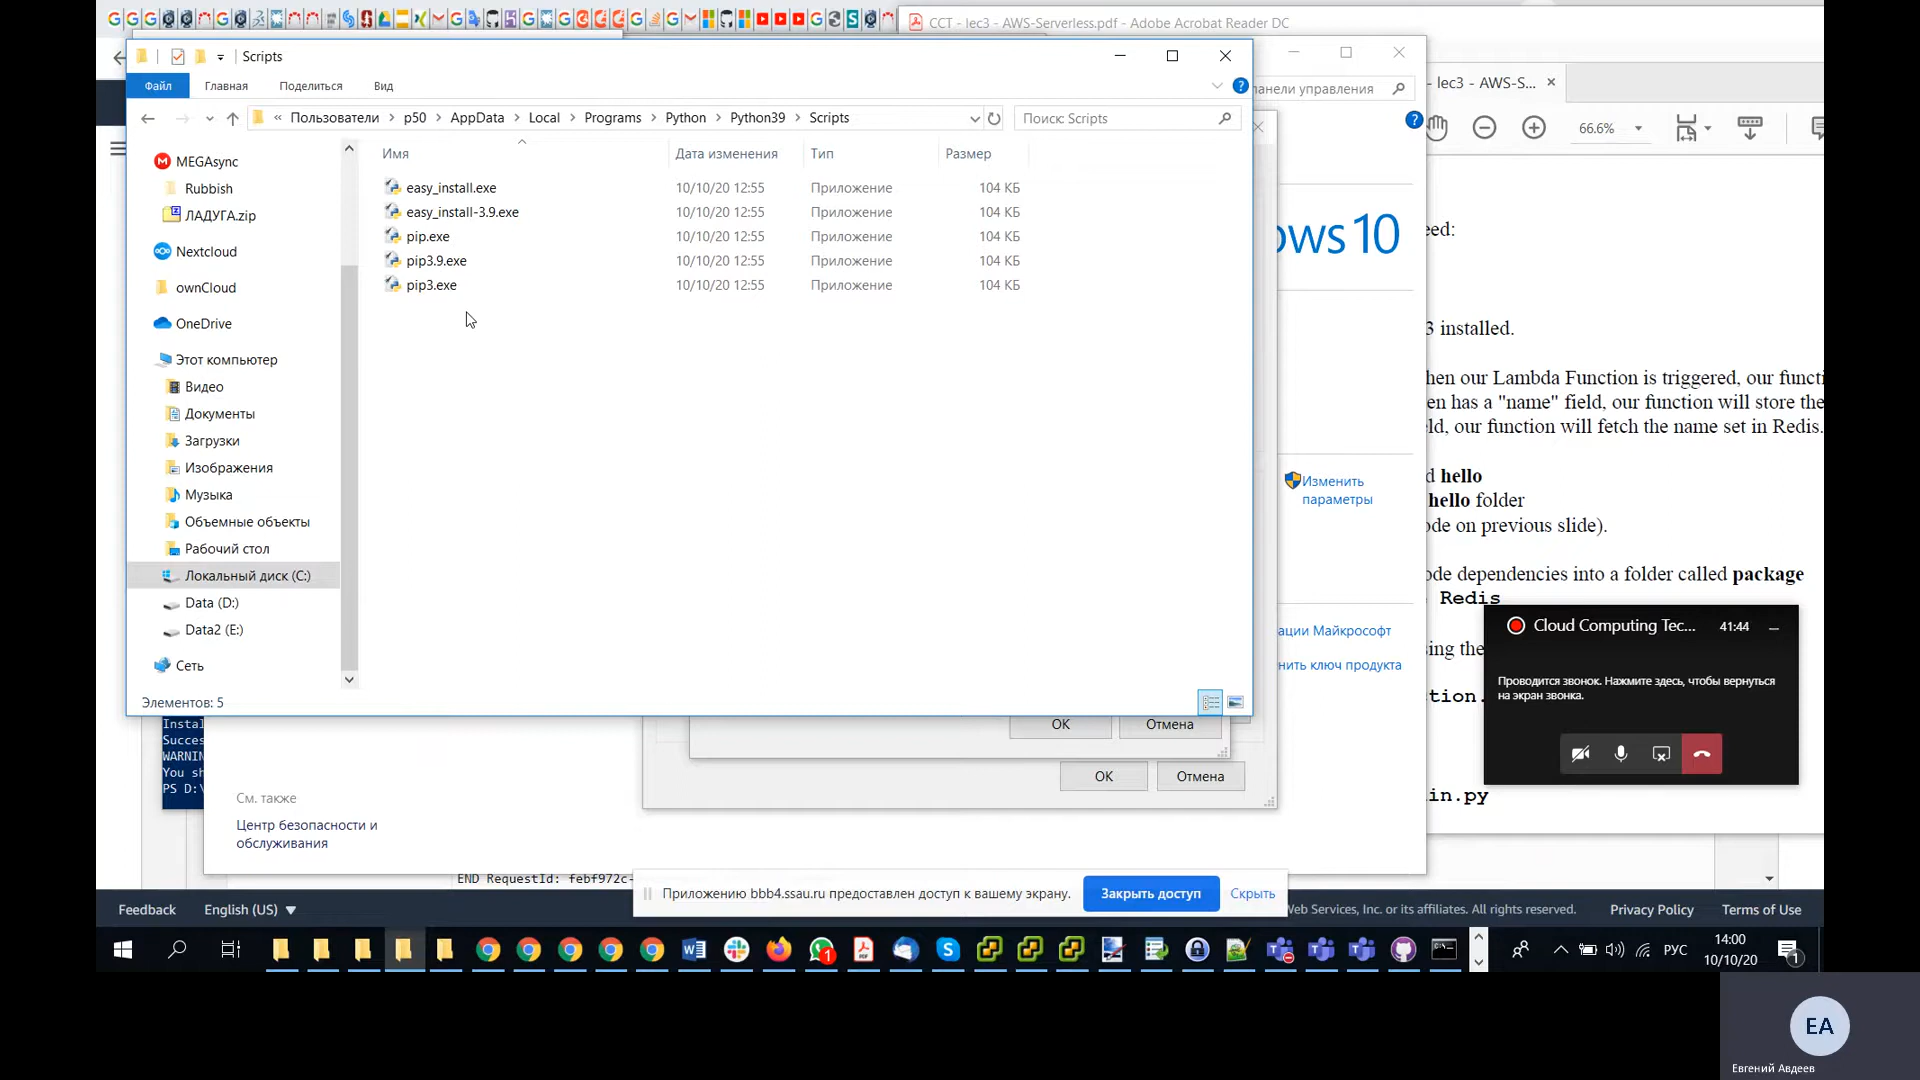 CCT - lec3 - AWS-Serverless.pdf - Adobe Acrobat Reader DC
Scripts
Файл
Главная
Поделиться
Вид
« Пользователи > p50 > AppData > Local > Programs > Python > Python39 > Scripts
Поиск: Scripts
анели управления
- lec3 - AWS-S...
66.6%
Имя
Дата изменения
Тип
Размер
easy_install.exe 10/10/20 12:55 Приложение 104 КБ
easy_install-3.9.exe 10/10/20 12:55 Приложение 104 КБ
pip.exe 10/10/20 12:55 Приложение 104 КБ
pip3.9.exe 10/10/20 12:55 Приложение 104 КБ
pip3.exe 10/10/20 12:55 Приложение 104 КБ
MEGAsync
Rubbish
ЛАДУГА.zip
Nextcloud
ownCloud
OneDrive
Этот компьютер
Видео
Документы
Загрузки
Изображения
Музыка
Объемные объекты
Рабочий стол
Локальный диск (C:)
Data (D:)
Data2 (E:)
Сеть
Элементов: 5
ows 10
eed:
3 installed.
hen our Lambda Function is triggered, our functi
en has a "name" field, our function will store the
ld, our function will fetch the name set in Redis.
Изменить
параметры
d hello
hello folder
ode on previous slide).
ode dependencies into a folder called package
Redis
ации Майкрософт
нить ключ продукта
ing the
tion.
in.py
Cloud Computing Tec...
41:44
Проводится звонок. Нажмите здесь, чтобы вернуться
на экран звонка.
Instal
Succes
WARNIN
You sh
PS D:\
OK
Отмена
OK
Отмена
См. также
Центр безопасности и
обслуживания
END RequestId: febf972c-
Приложению bbb4.ssau.ru предоставлен доступ к вашему экрану.
Закрыть доступ
Скрыть
Feedback
English (US)
Web Services, Inc. or its affiliates. All rights reserved.
Privacy Policy
Terms of Use
РУС
14:00
10/10/20
1
EA
Евгений Авдеев